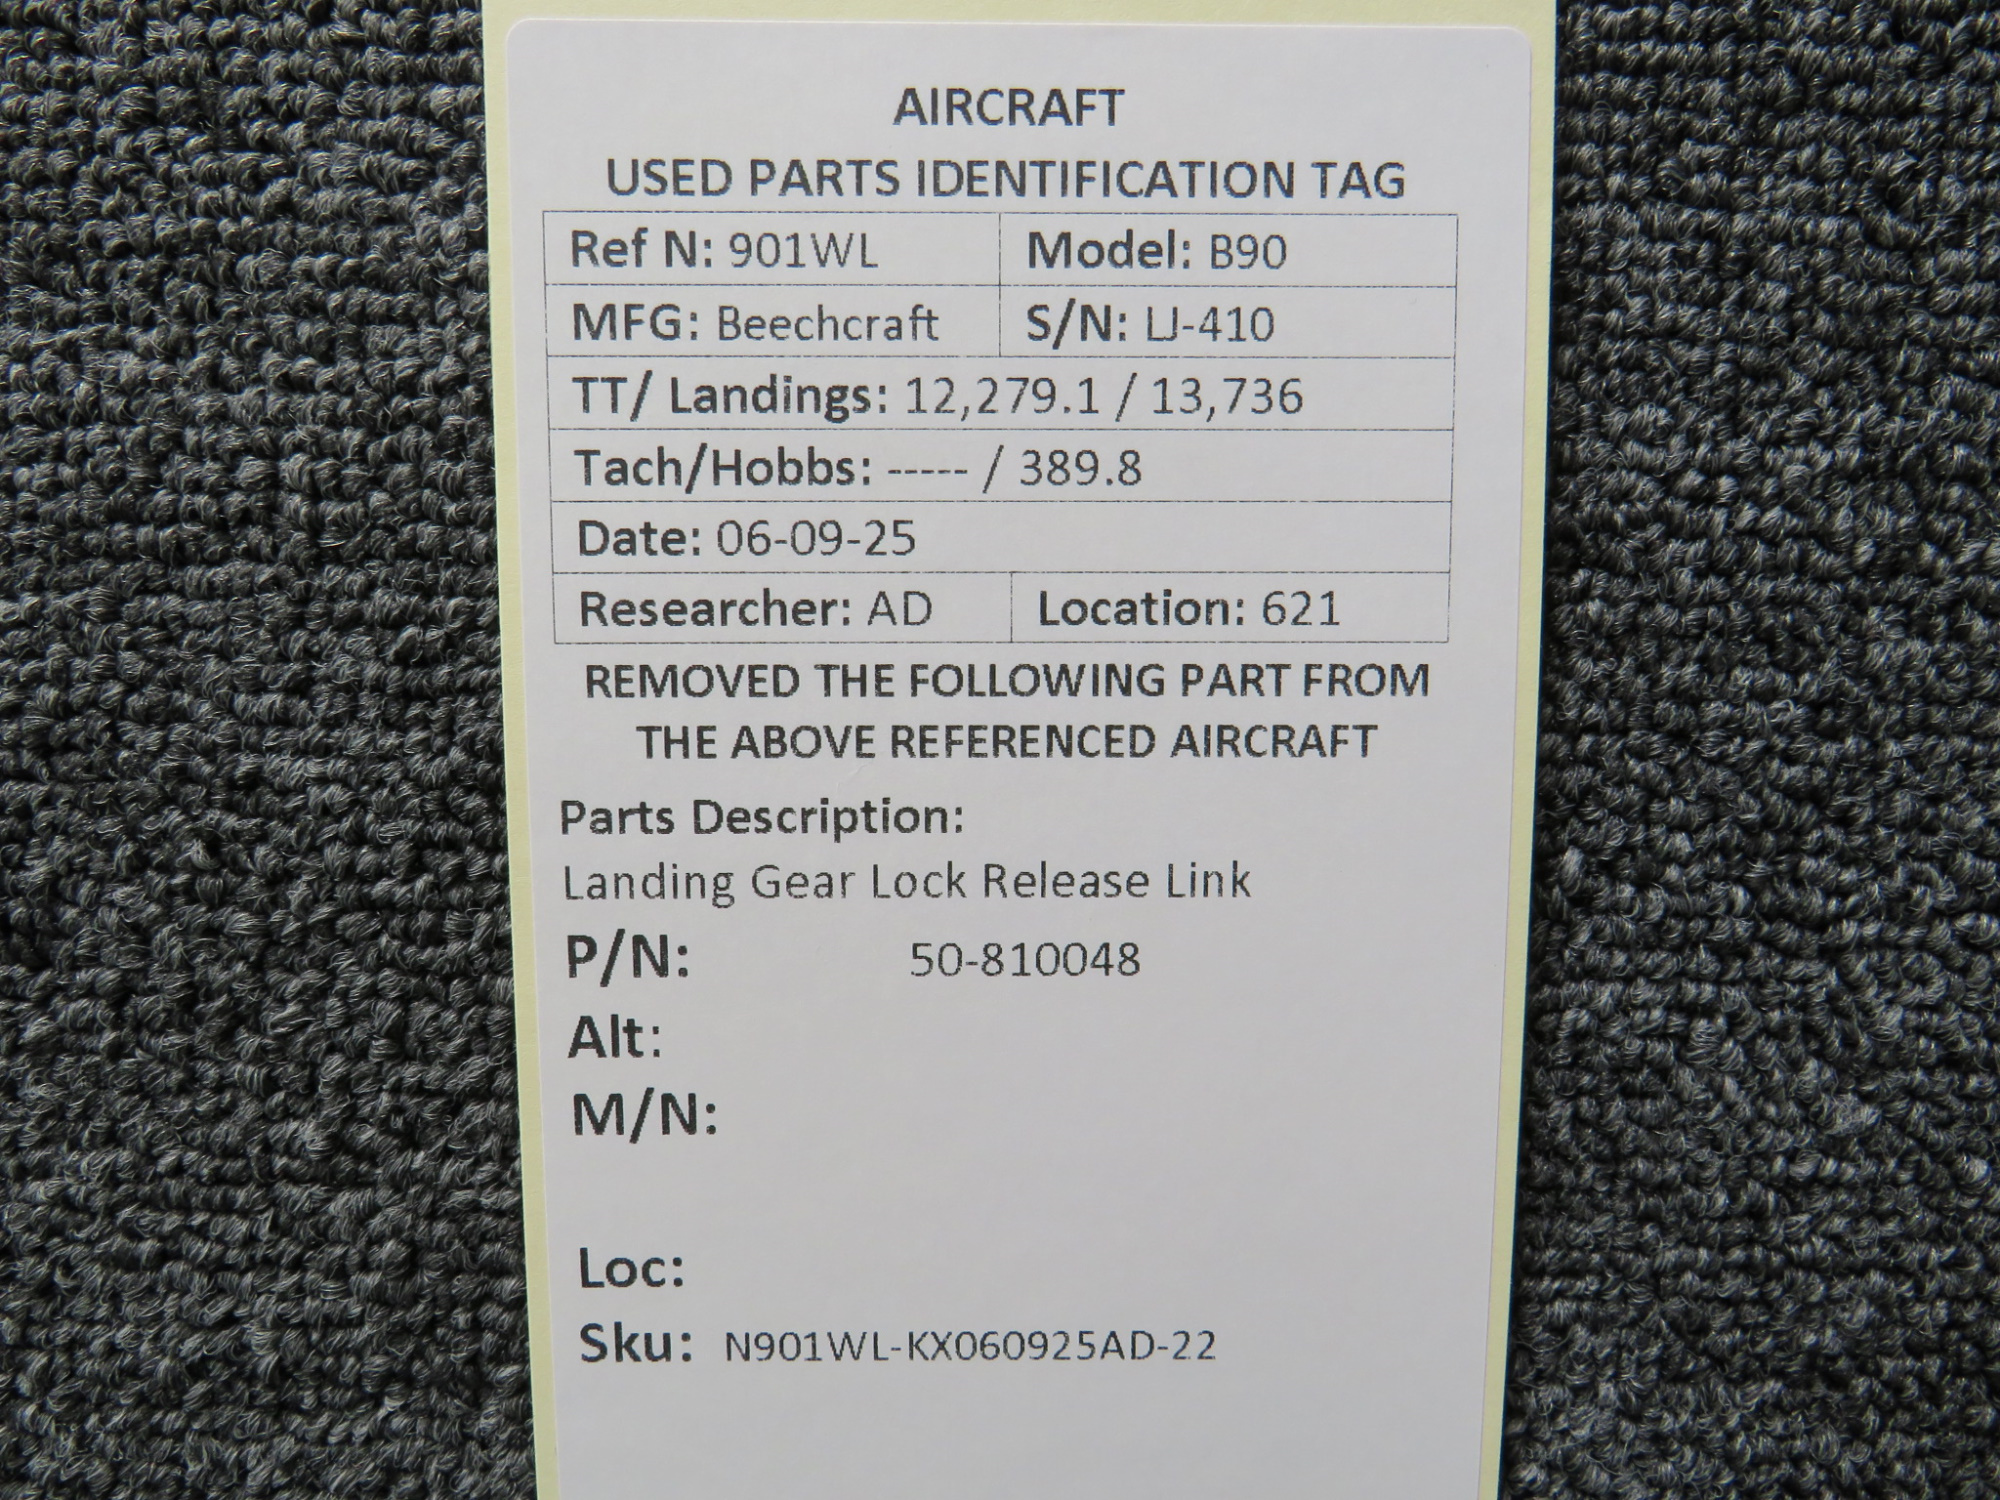 AIRCRAFT
USED PARTS IDENTIFICATION TAG
Ref N: 901WL Model: B90
MFG: Beechcraft S/N: LJ-410
TT/ Landings: 12,279.1 / 13,736
Tach/Hobbs: ----- / 389.8
Date: 06-09-25
Researcher: AD Location: 621
REMOVED THE FOLLOWING PART FROM
THE ABOVE REFERENCED AIRCRAFT
Parts Description:
Landing Gear Lock Release Link
P/N: 50-810048
Alt:
M/N:
Loc:
Sku: N901WL-KX060925AD-22